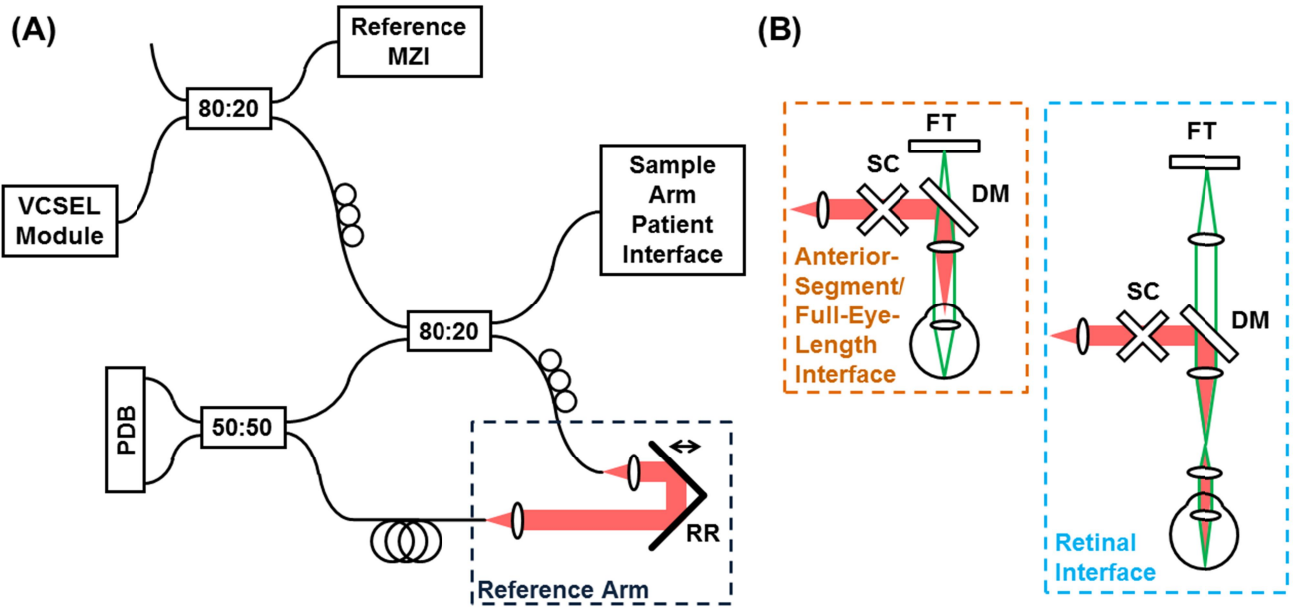 (A)
Reference
MZI
80:20
VCSEL
Module
Sample
Arm
Patient
Interface
80:20
PDB
50:50
RR
Reference Arm
(B)
FT
SC
DM
Anterior-
Segment/
Full-Eye-
Length
Interface
FT
SC
DM
Retinal
Interface